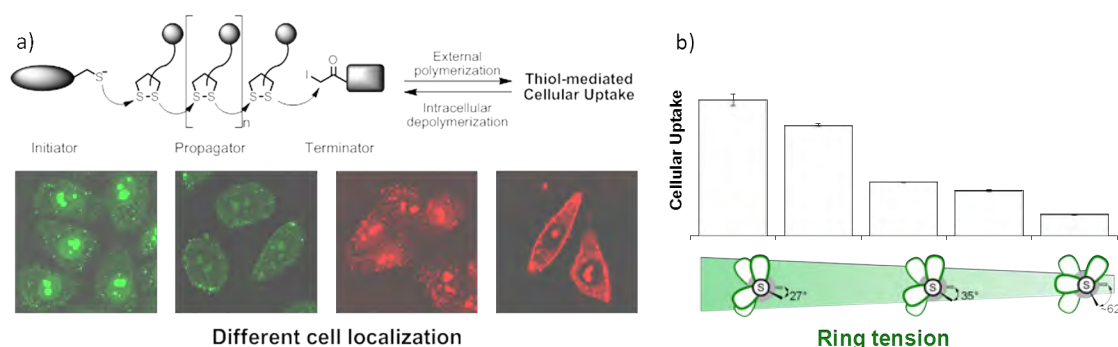 a)
S⁻
S-S
S-S
n
S-S
I
O
External
polymerization
Intracellular
depolymerization
Thiol-mediated
Cellular Uptake
Initiator
Propagator
Terminator
Different cell localization
b)
Cellular Uptake
S
27°
S
35°
S
~62
Ring tension